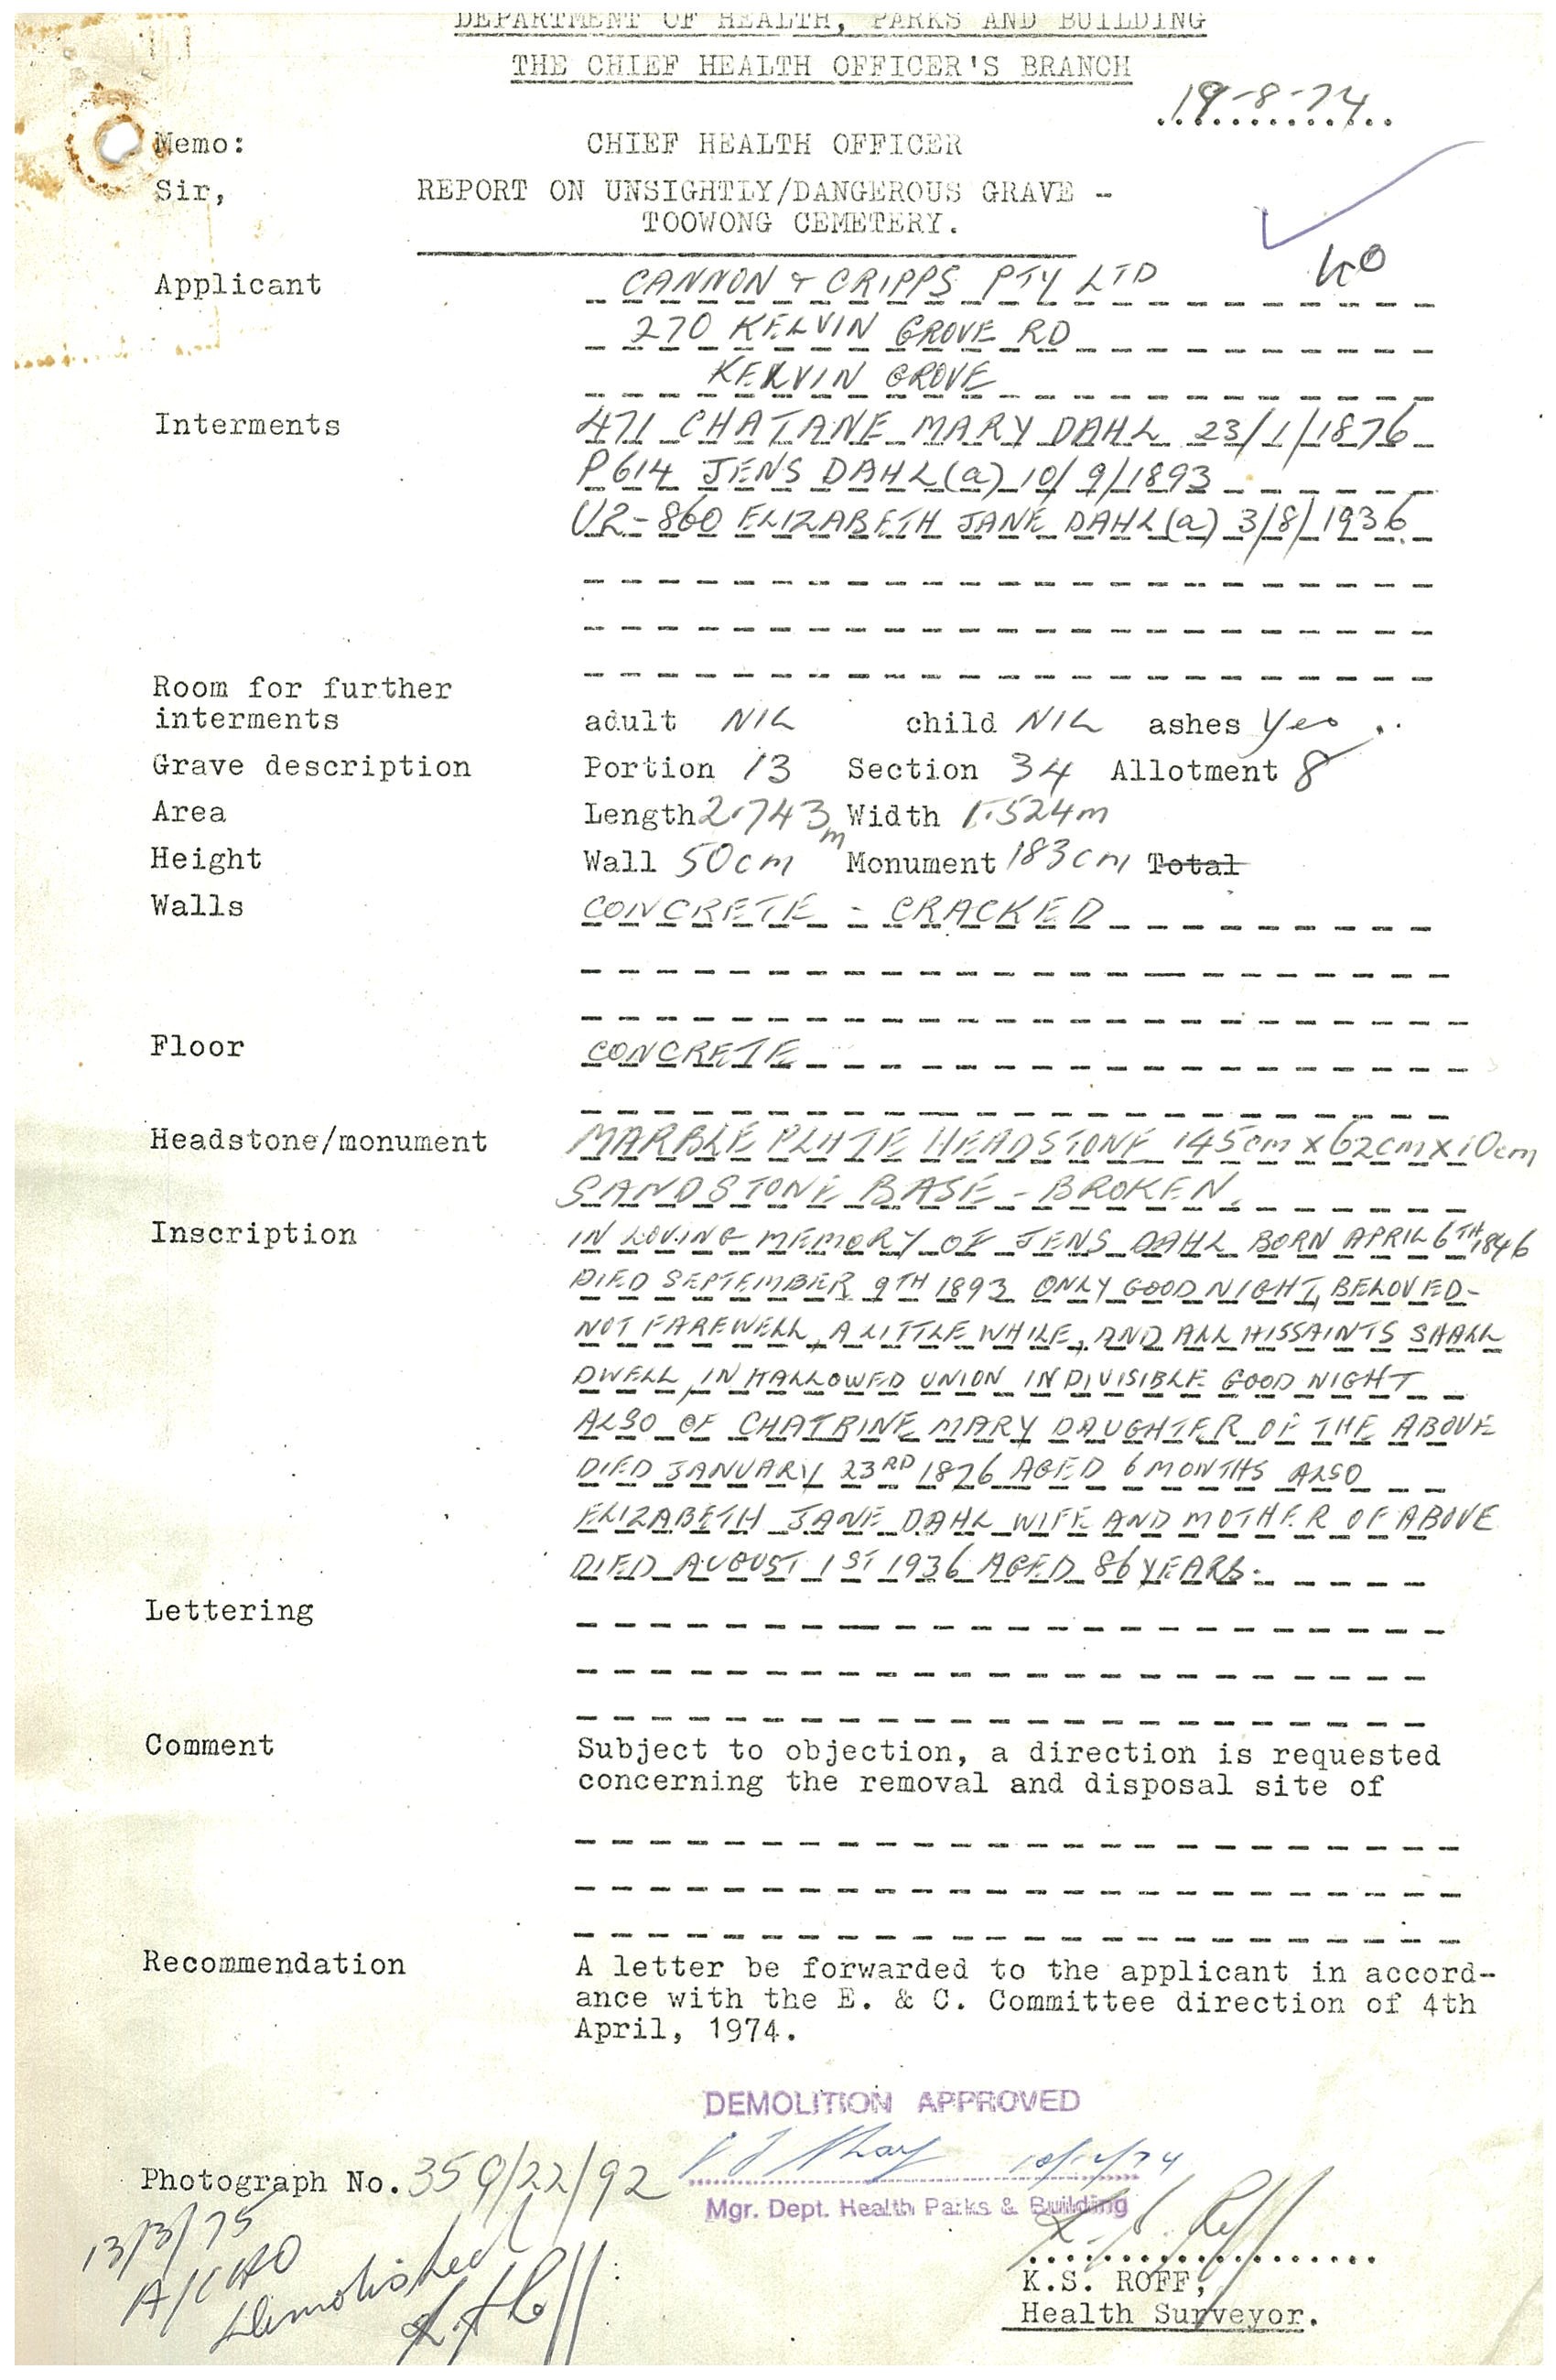 DEPARTMENT OF HEALTH, PARKS AND BUILDING
THE CHIEF HEALTH OFFICER'S BRANCH
19-8-74
Memo: CHIEF HEALTH OFFICER
Sir, REPORT ON UNSIGHTLY/DANGEROUS GRAVE -
TOOWONG CEMETERY.
Applicant CANNON & CRIPPS PTY LTD
270 KELVIN GROVE RD
KELVIN GROVE
Interments 471 CHATANE MARY DAHL 23/1/1876
P614 JENS DAHL (a) 10/9/1893
U2-860 ELIZABETH JANE DAHL (a) 3/8/1936
Room for further
interments adult NIL child NIL ashes Yes
Grave description Portion 13 Section 34 Allotment 8
Area Length 2.743m Width 1.524m
Height Wall 50cm Monument 183cm Total
Walls CONCRETE - CRACKED
Floor CONCRETE
Headstone/monument MARBLE PLATE HEADSTONE 145cm x 62cm x 10cm
SANDSTONE BASE - BROKEN.
Inscription IN LOVING MEMORY OF JENS DAHL BORN APRIL 6TH 1846
DIED SEPTEMBER 9TH 1893 ONLY GOOD NIGHT, BELOVED-
NOT FAREWELL, A LITTLE WHILE, AND ALL HIS SAINTS SHALL
DWELL, IN HALLOWED UNION INDIVISIBLE GOOD NIGHT
ALSO OF CHATRINE MARY DAUGHTER OF THE ABOVE
DIED JANUARY 23RD 1876 AGED 6 MONTHS ALSO
ELIZABETH JANE DAHL WIFE AND MOTHER OF ABOVE
DIED AUGUST 1ST 1936 AGED 86 YEARS.
Lettering
Comment Subject to objection, a direction is requested
concerning the removal and disposal site of
Recommendation A letter be forwarded to the applicant in accord-
ance with the E. & C. Committee direction of 4th
April, 1974.
DEMOLITION APPROVED
10/12/74
Photograph No. 359/22/92
Mgr. Dept. Health Parks & Building
13/3/75
A/CHO
Demolished
K.S. ROFF,
Health Surveyor.